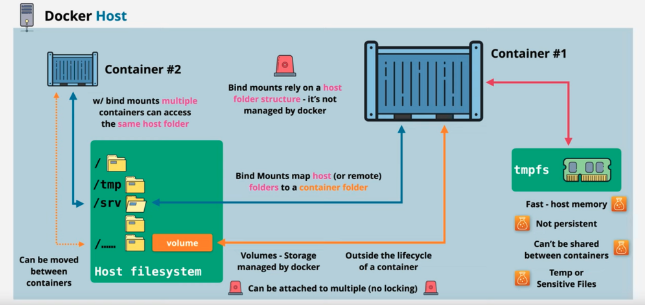 Docker Host
Container #1
Container #2
Bind mounts rely on a host
folder structure - it's not
managed by docker
w/ bind mounts multiple
containers can access
the same host folder
/
/tmp
/srv
/.....
volume
Host filesystem
Bind Mounts map host (or remote)
folders to a container folder
tmpfs
Fast - host memory
Not persistent
Can't be shared
between containers
Temp or
Sensitive Files
Can be moved
between
containers
Volumes - Storage
managed by docker
Outside the lifecycle
of a container
Can be attached to multiple (no locking)